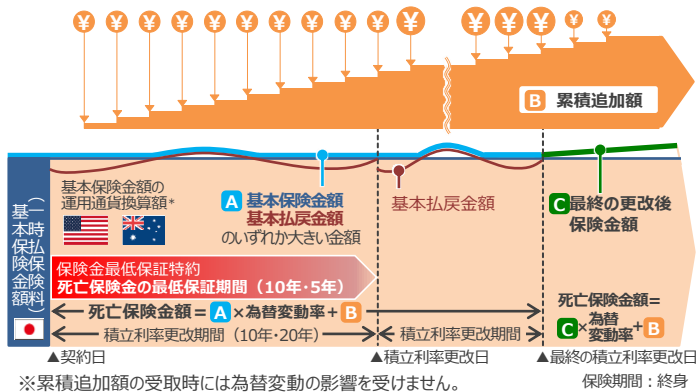 ¥ ¥ ¥ ¥ ¥ ¥ ¥ ¥ ¥ ¥ ¥ ¥ ¥ ¥ ¥ ¥
B 累積追加額
基本保険金額
(一時払保険料)
基本保険金額の
運用通貨換算額*
A 基本保険金額
基本払戻金額
のいずれか大きい金額
基本払戻金額
C 最終の更改後
保険金額
保険金最低保証特約
死亡保険金の最低保証期間(10年・5年)
死亡保険金額=A×為替変動率+B
死亡保険金額=
C×為替
変動率+B
積立利率更改期間(10年・20年)
積立利率更改期間
▲契約日
▲積立利率更改日
▲最終の積立利率更改日
※累積追加額の受取時には為替変動の影響を受けません。
保険期間:終身